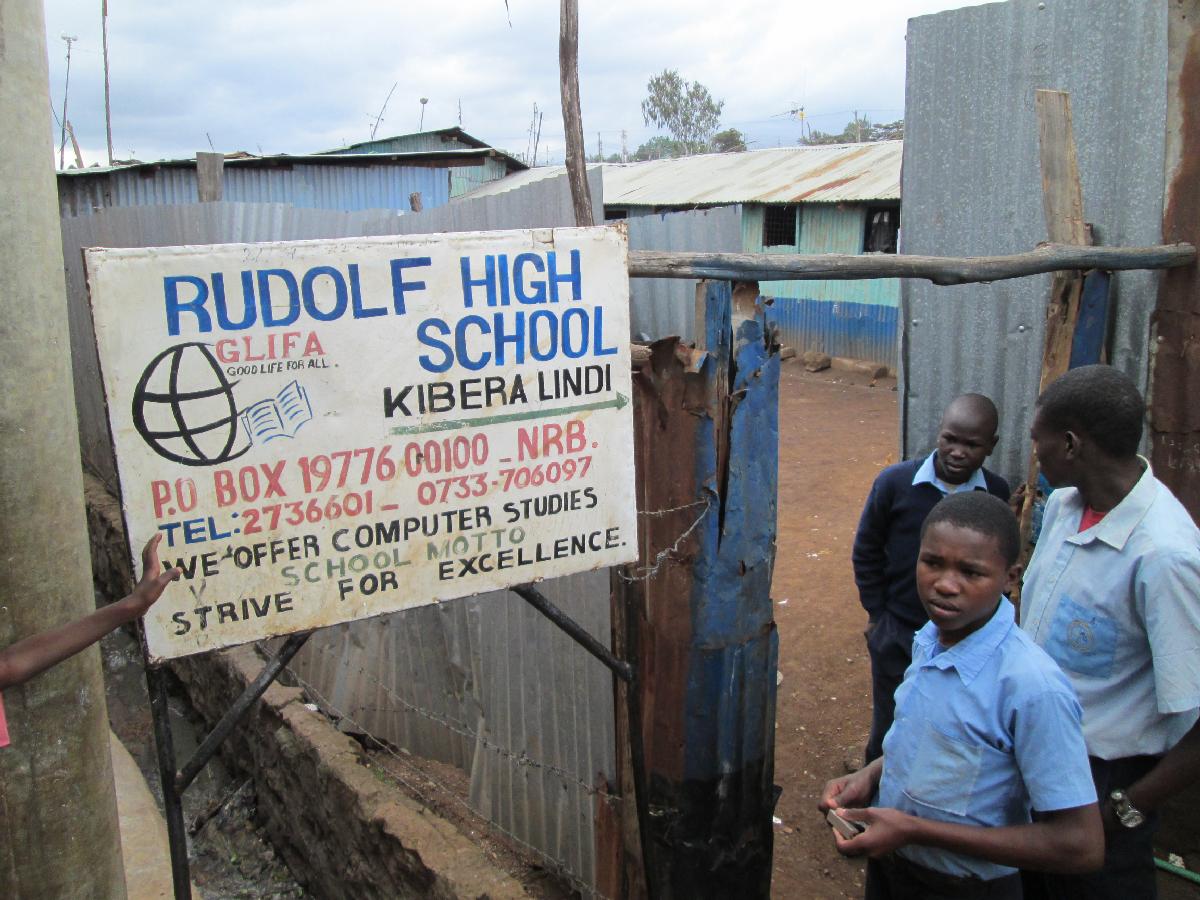 RUDOLF HIGH
SCHOOL
GLIFA
GOOD LIFE FOR ALL.
KIBERA LINDI
P.O BOX 19776 00100 _ NRB.
TEL: 2736601 _ 0733-706097
WE OFFER COMPUTER STUDIES
SCHOOL MOTTO
STRIVE FOR EXCELLENCE.